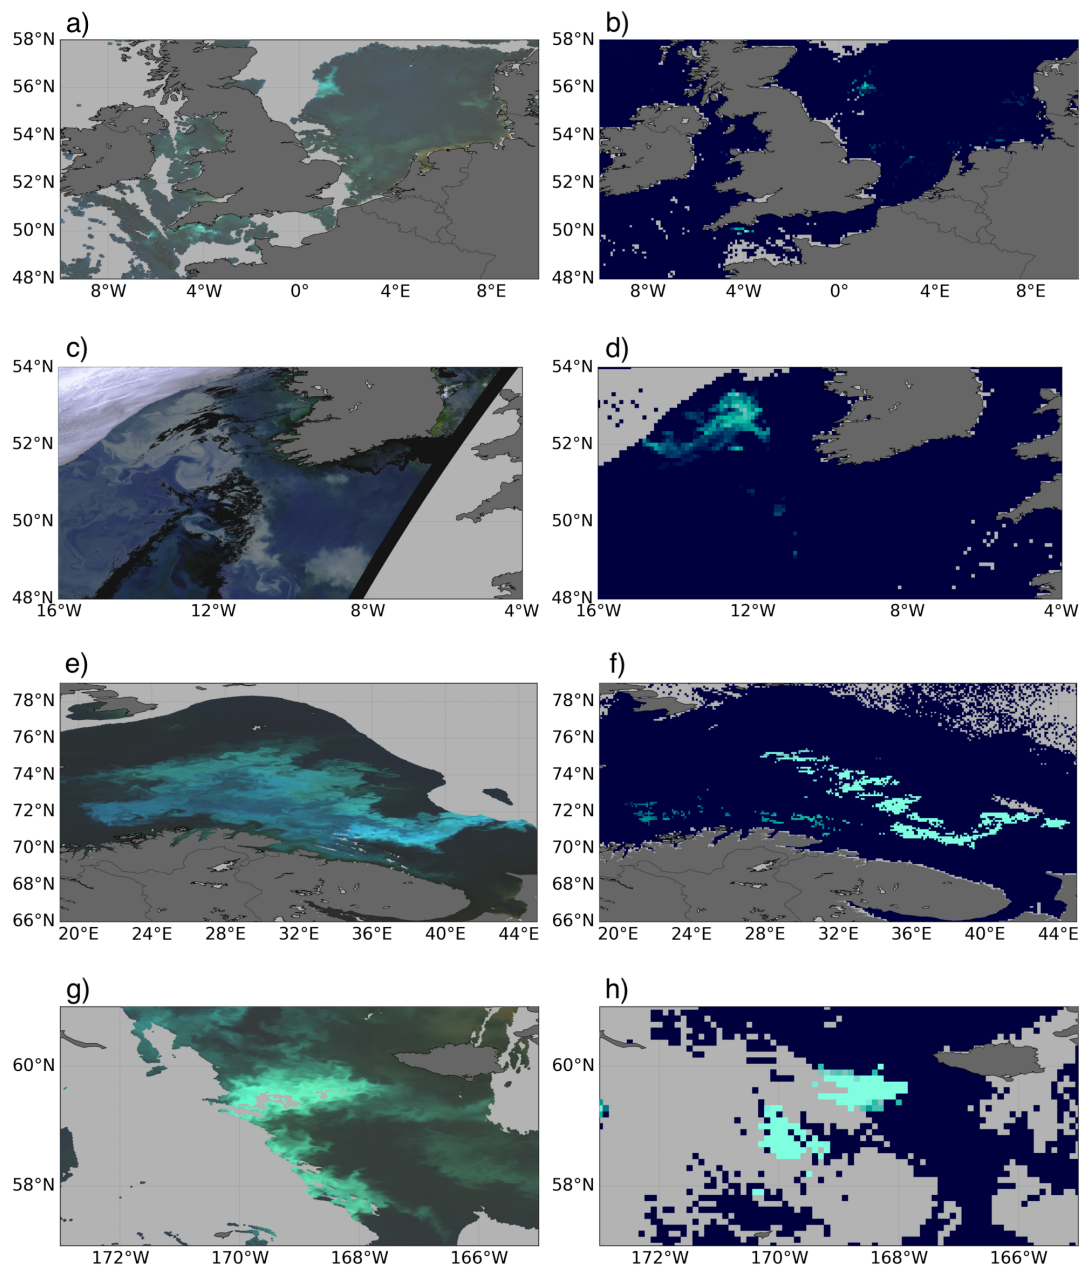 a)
58°N
56°N
54°N
52°N
50°N
48°N
8°W 4°W 0° 4°E 8°E
b)
58°N
56°N
54°N
52°N
50°N
48°N
8°W 4°W 0° 4°E 8°E
c)
54°N
52°N
50°N
48°N
16°W 12°W 8°W 4°W
d)
54°N
52°N
50°N
48°N
16°W 12°W 8°W 4°W
e)
78°N
76°N
74°N
72°N
70°N
68°N
66°N
20°E 24°E 28°E 32°E 36°E 40°E 44°E
f)
78°N
76°N
74°N
72°N
70°N
68°N
66°N
20°E 24°E 28°E 32°E 36°E 40°E 44°E
g)
60°N
58°N
172°W 170°W 168°W 166°W
h)
60°N
58°N
172°W 170°W 168°W 166°W